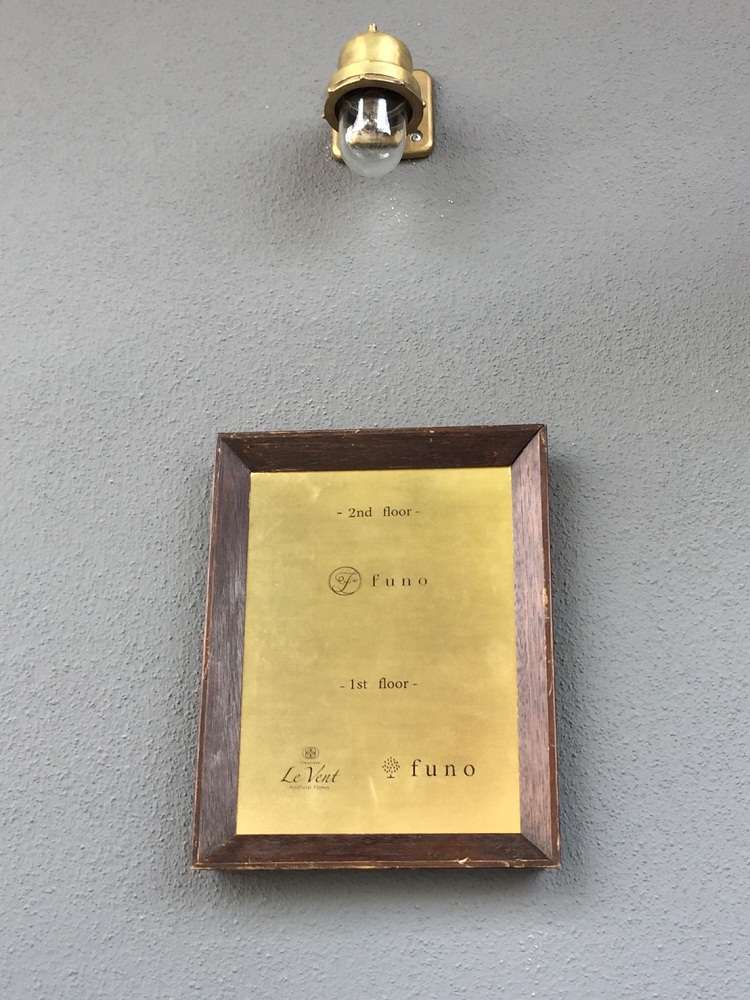 - 2nd floor -
funo
- 1st floor -
Le Vent
funo